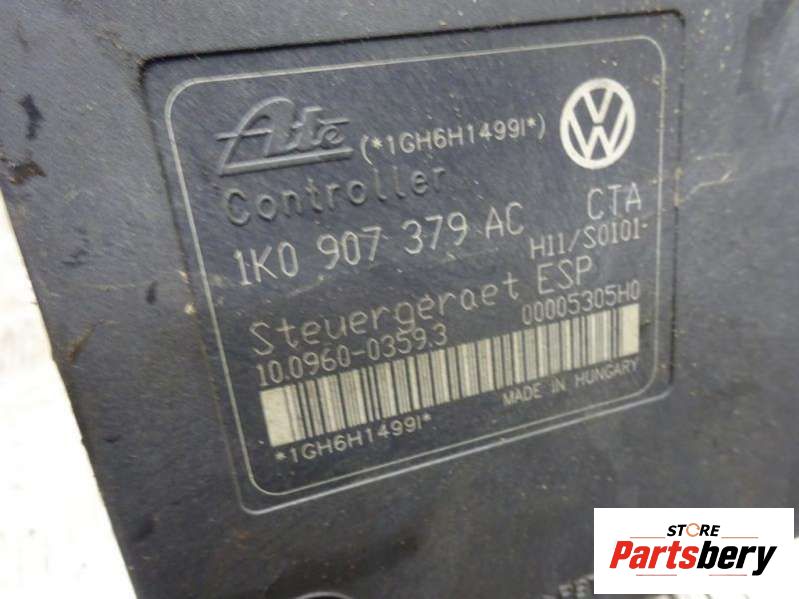 Ate (*1GH6H1499I*)
Controller
1K0 907 379 AC CTA
H11/S0101-
Steuergeraet ESP
10.0960-0359.3 00005305H0
MADE IN HUNGARY
*1GH6H1499I*
STORE
Partsbery